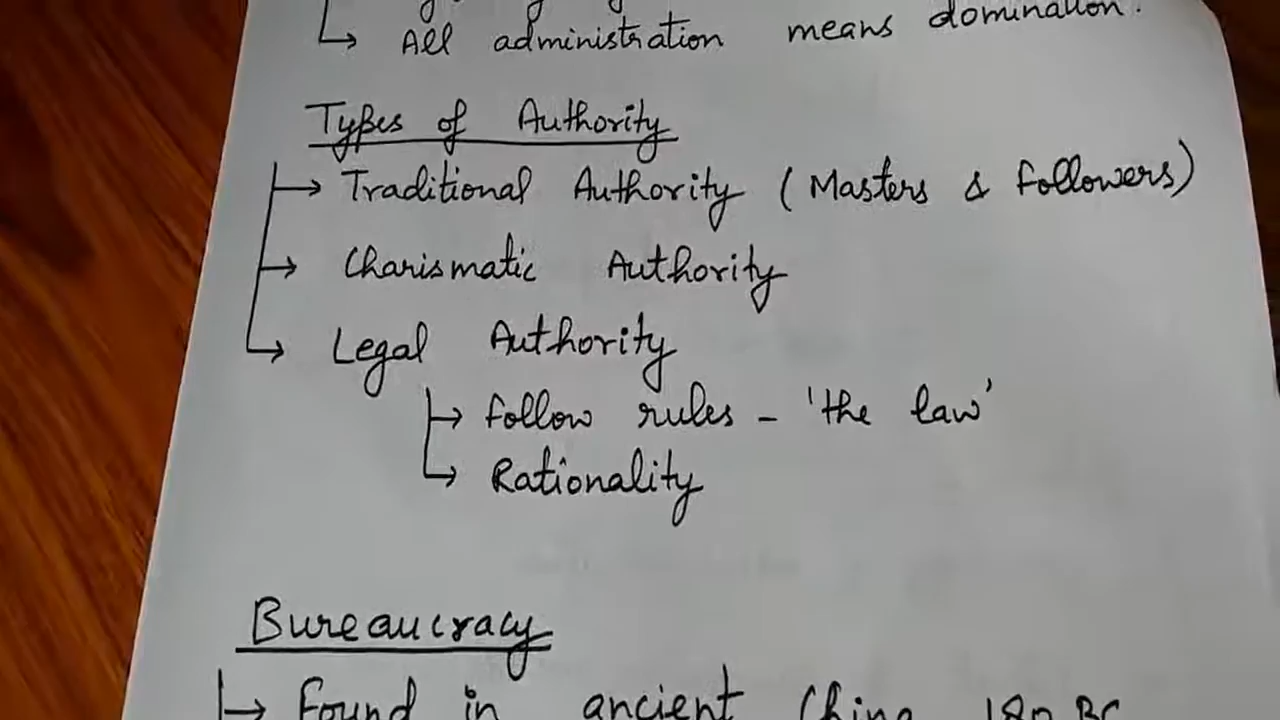 All administration means domination.
Types of Authority
Traditional Authority (Masters & followers)
Charismatic Authority
Legal Authority
follow rules - 'the law'
Rationality
Bureaucracy
Found in ancient China